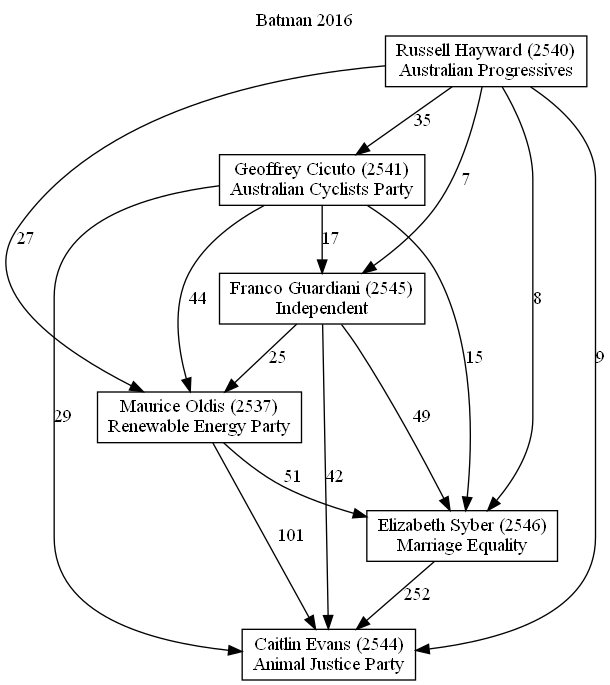 Batman 2016
Russell Hayward (2540)
Australian Progressives
35
Geoffrey Cicuto (2541)
Australian Cyclists Party
7
27
17
44
8
15
9
29
Franco Guardiani (2545)
Independent
25
49
42
Maurice Oldis (2537)
Renewable Energy Party
51
101
Elizabeth Syber (2546)
Marriage Equality
252
Caitlin Evans (2544)
Animal Justice Party